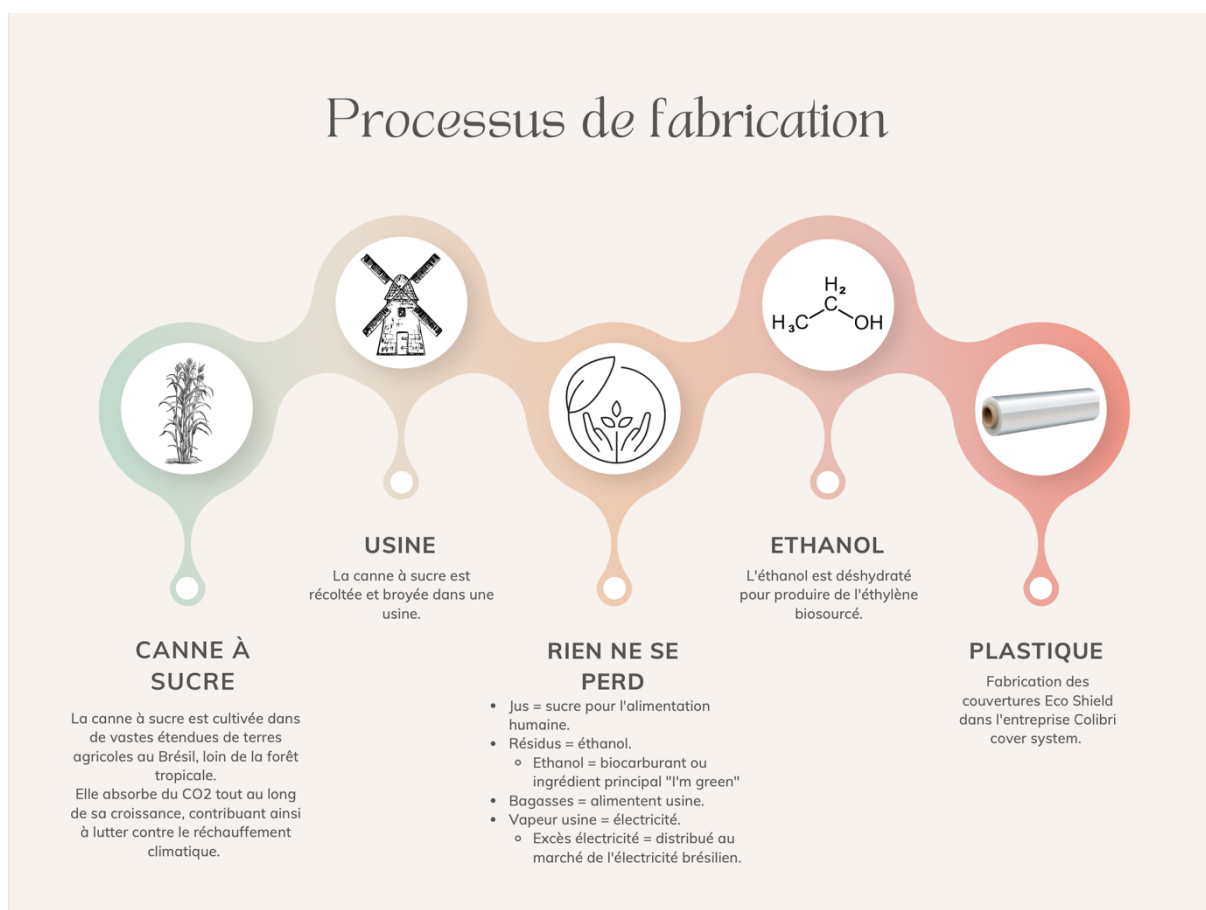 Processus de fabrication
H₂
C
H₃C
OH
USINE
La canne à sucre est
récoltée et broyée dans une
usine.
ETHANOL
L'éthanol est déshydraté
pour produire de l'éthylène
biosourcé.
CANNE À
SUCRE
La canne à sucre est cultivée dans
de vastes étendues de terres
agricoles au Brésil, loin de la forêt
tropicale.
Elle absorbe du CO2 tout au long
de sa croissance, contribuant ainsi
à lutter contre le réchauffement
climatique.
RIEN NE SE
PERD
• Jus = sucre pour l'alimentation
humaine.
• Résidus = éthanol.
◦ Ethanol = biocarburant ou
ingrédient principal "I'm green"
• Bagasses = alimentent usine.
• Vapeur usine = électricité.
◦ Excès électricité = distribué au
marché de l'électricité brésilien.
PLASTIQUE
Fabrication des
couvertures Eco Shield
dans l'entreprise Colibri
cover system.